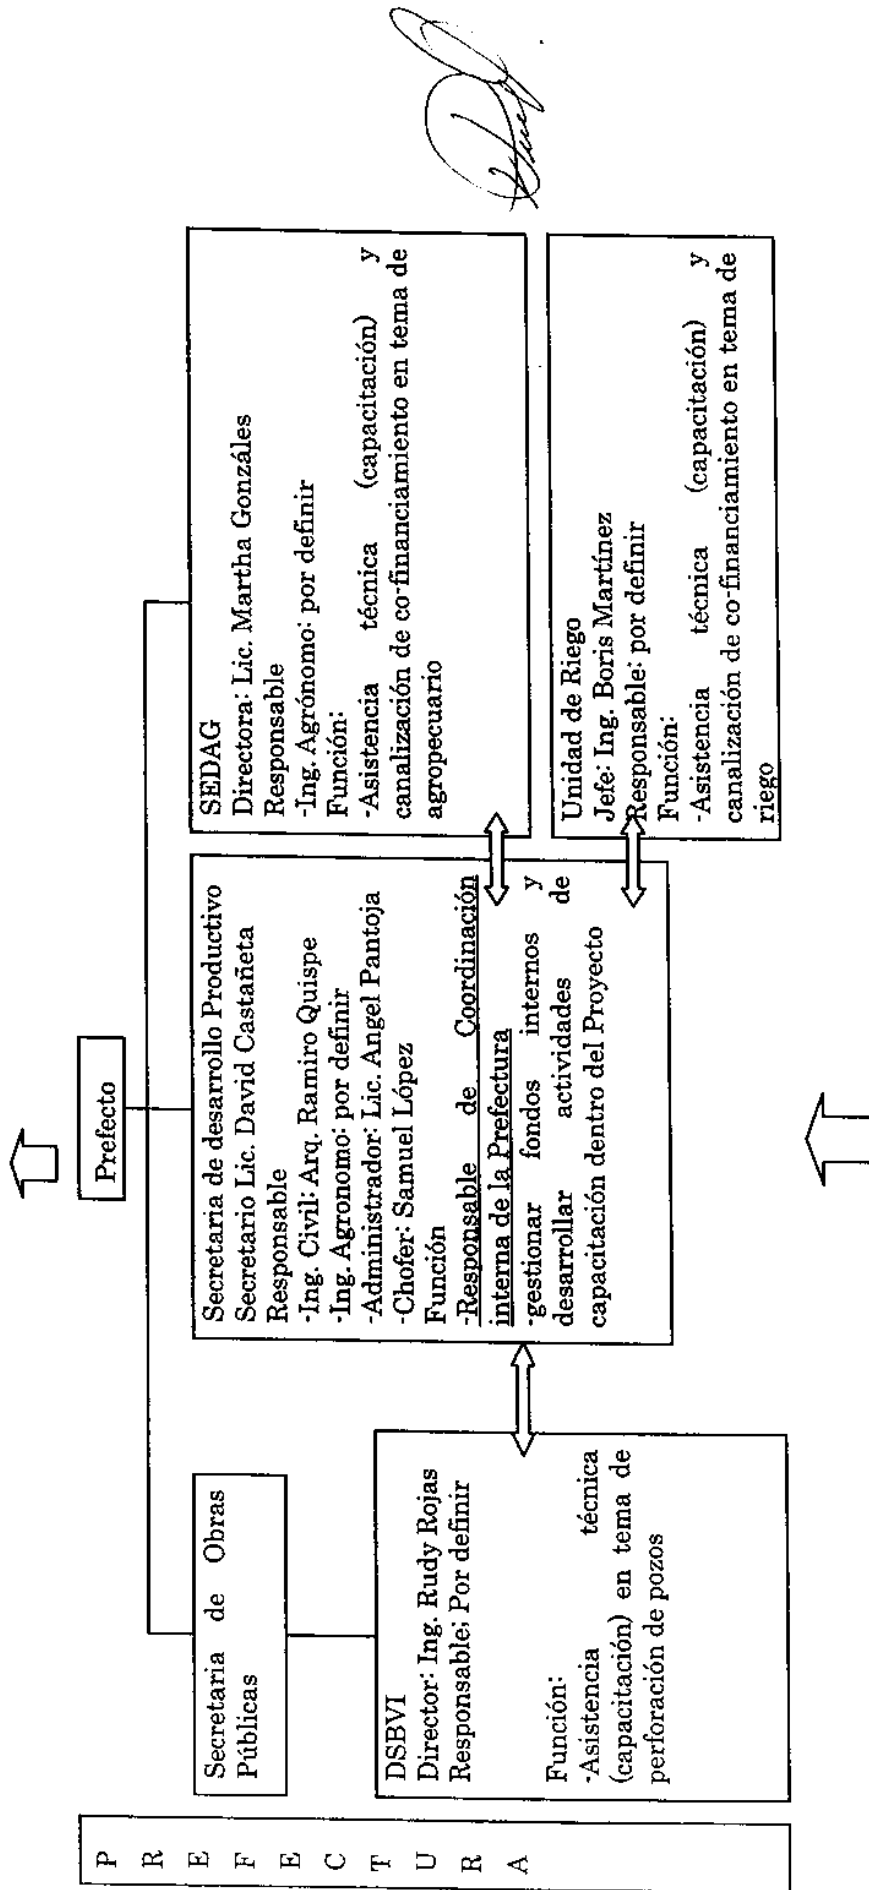 PREFECTURA
Prefecto
Secretaria de Obras
Públicas
DSBVI
Director: Ing. Rudy Rojas
Responsable; Por definir
Función:
-Asistencia técnica
(capacitación) en tema de
perforación de pozos
Secretaria de desarrollo Productivo
Secretario Lic. David Castañeta
Responsable
-Ing. Civil: Arq. Ramiro Quispe
-Ing. Agronomo: por definir
-Administrador: Lic. Angel Pantoja
-Chofer: Samuel López
Función
-Responsable de Coordinación
interna de la Prefectura
-gestionar fondos internos y
desarrollar actividades de
capacitación dentro del Proyecto
SEDAG
Directora: Lic. Martha Gonzáles
Responsable
-Ing. Agrónomo: por definir
Función:
-Asistencia técnica (capacitación) y
canalización de co-financiamiento en tema de
agropecuario
Unidad de Riego
Jefe: Ing. Boris Martínez
Responsable: por definir
Función:
-Asistencia técnica (capacitación) y
canalización de co-financiamiento en tema de
riego